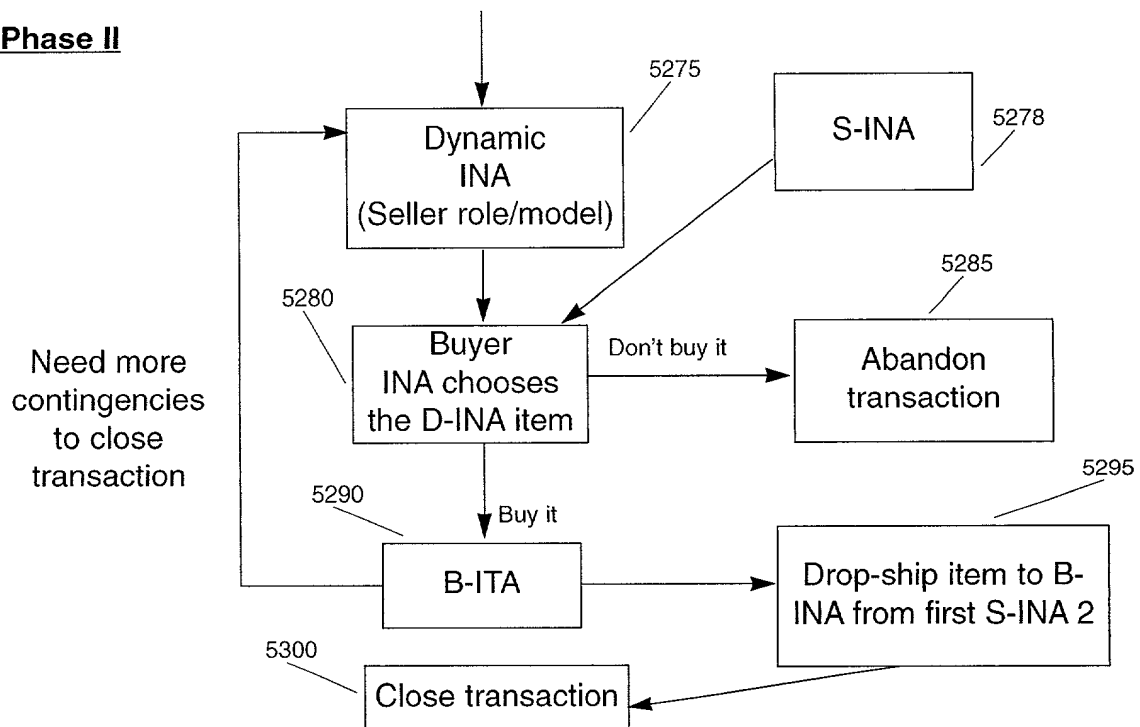 Phase II
5275
Dynamic
INA
(Seller role/model)
S-INA
5278
5280
Buyer
INA chooses
the D-INA item
Don't buy it
5285
Abandon
transaction
Need more
contingencies
to close
transaction
5290
Buy it
B-ITA
5295
Drop-ship item to B-
INA from first S-INA 2
5300
Close transaction